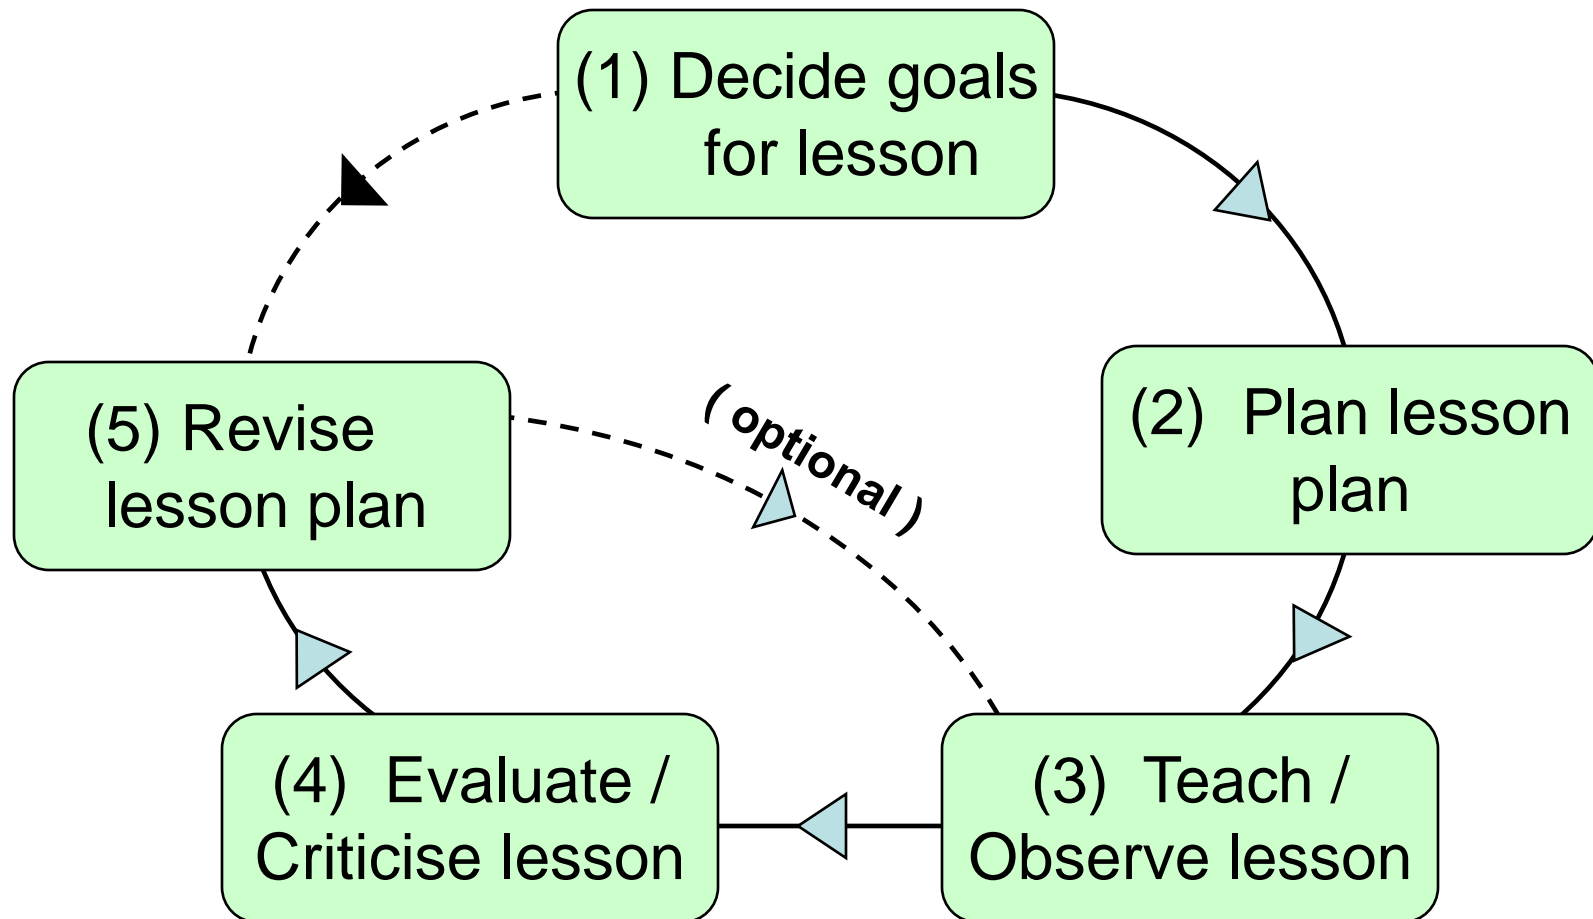 (1) Decide goals
for lesson
(2) Plan lesson
plan
(3) Teach /
Observe lesson
(4) Evaluate /
Criticise lesson
(5) Revise
lesson plan
( optional )